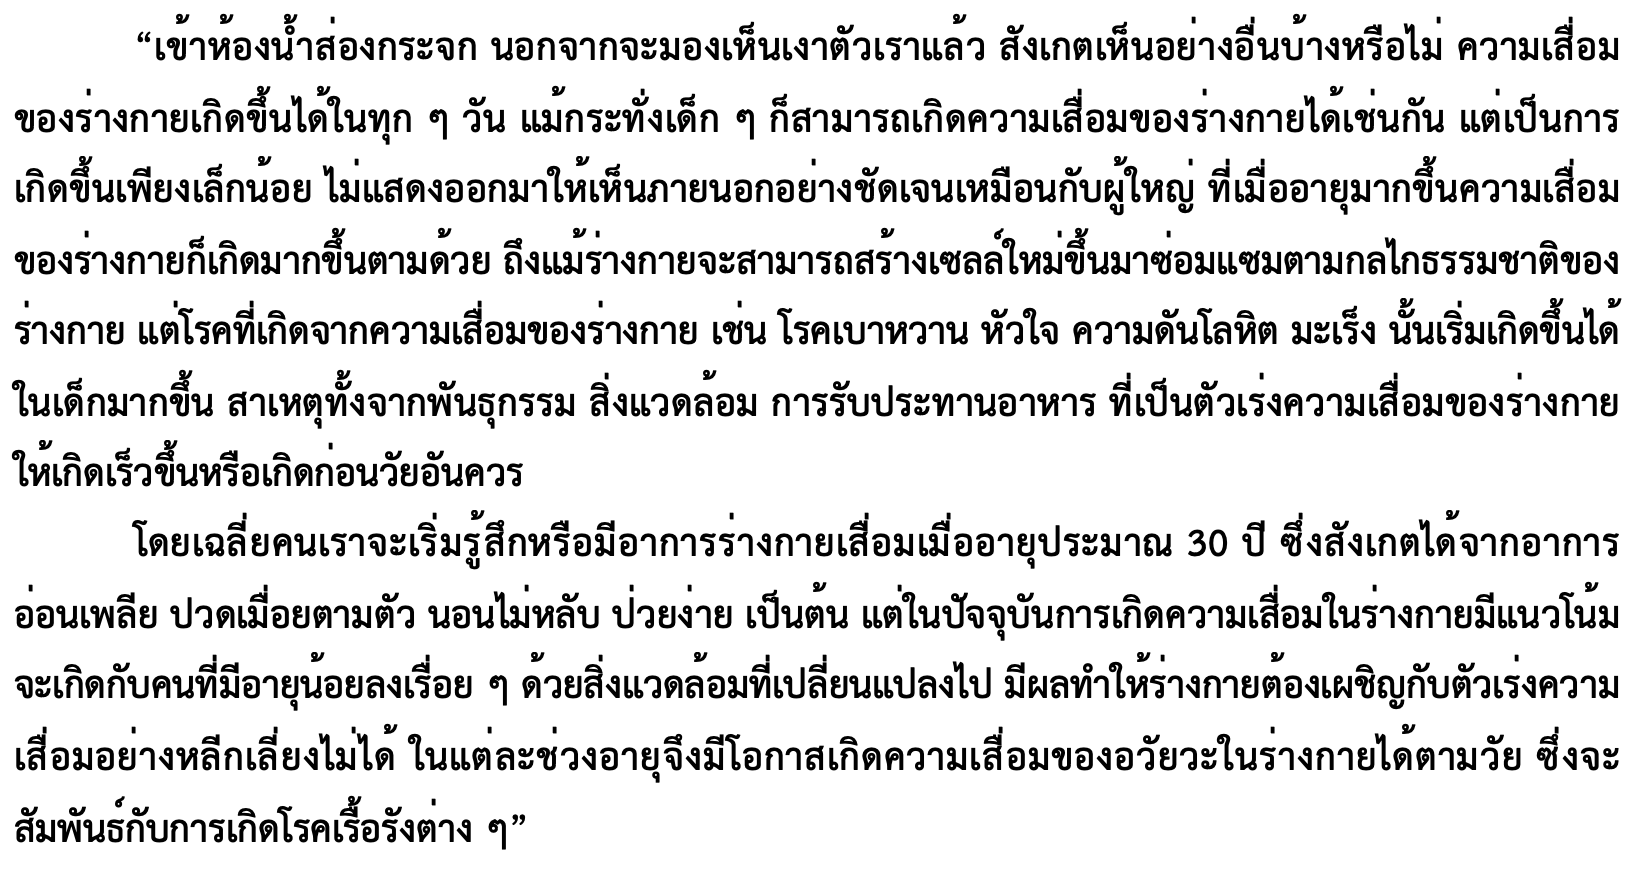 “เข้าห้องน้ำส่องกระจก นอกจากจะมองเห็นเงาตัวเราแล้ว สังเกตเห็นอย่างอื่นบ้างหรือไม่ ความเสื่อม
ของร่างกายเกิดขึ้นได้ในทุก ๆ วัน แม้กระทั่งเด็ก ๆ ก็สามารถเกิดความเสื่อมของร่างกายได้เช่นกัน แต่เป็นการ
เกิดขึ้นเพียงเล็กน้อย ไม่แสดงออกมาให้เห็นภายนอกอย่างชัดเจนเหมือนกับผู้ใหญ่ ที่เมื่ออายุมากขึ้นความเสื่อม
ของร่างกายก็เกิดมากขึ้นตามด้วย ถึงแม้ร่างกายจะสามารถสร้างเซลล์ใหม่ขึ้นมาซ่อมแซมตามกลไกธรรมชาติของ
ร่างกาย แต่โรคที่เกิดจากความเสื่อมของร่างกาย เช่น โรคเบาหวาน หัวใจ ความดันโลหิต มะเร็ง นั้นเริ่มเกิดขึ้นได้
ในเด็กมากขึ้น สาเหตุทั้งจากพันธุกรรม สิ่งแวดล้อม การรับประทานอาหาร ที่เป็นตัวเร่งความเสื่อมของร่างกาย
ให้เกิดเร็วขึ้นหรือเกิดก่อนวัยอันควร
โดยเฉลี่ยคนเราจะเริ่มรู้สึกหรือมีอาการร่างกายเสื่อมเมื่ออายุประมาณ 30 ปี ซึ่งสังเกตได้จากอาการ
อ่อนเพลีย ปวดเมื่อยตามตัว นอนไม่หลับ ป่วยง่าย เป็นต้น แต่ในปัจจุบันการเกิดความเสื่อมในร่างกายมีแนวโน้ม
จะเกิดกับคนที่มีอายุน้อยลงเรื่อย ๆ ด้วยสิ่งแวดล้อมที่เปลี่ยนแปลงไป มีผลทำให้ร่างกายต้องเผชิญกับตัวเร่งความ
เสื่อมอย่างหลีกเลี่ยงไม่ได้ ในแต่ละช่วงอายุจึงมีโอกาสเกิดความเสื่อมของอวัยวะในร่างกายได้ตามวัย ซึ่งจะ
สัมพันธ์กับการเกิดโรคเรื้อรังต่าง ๆ”